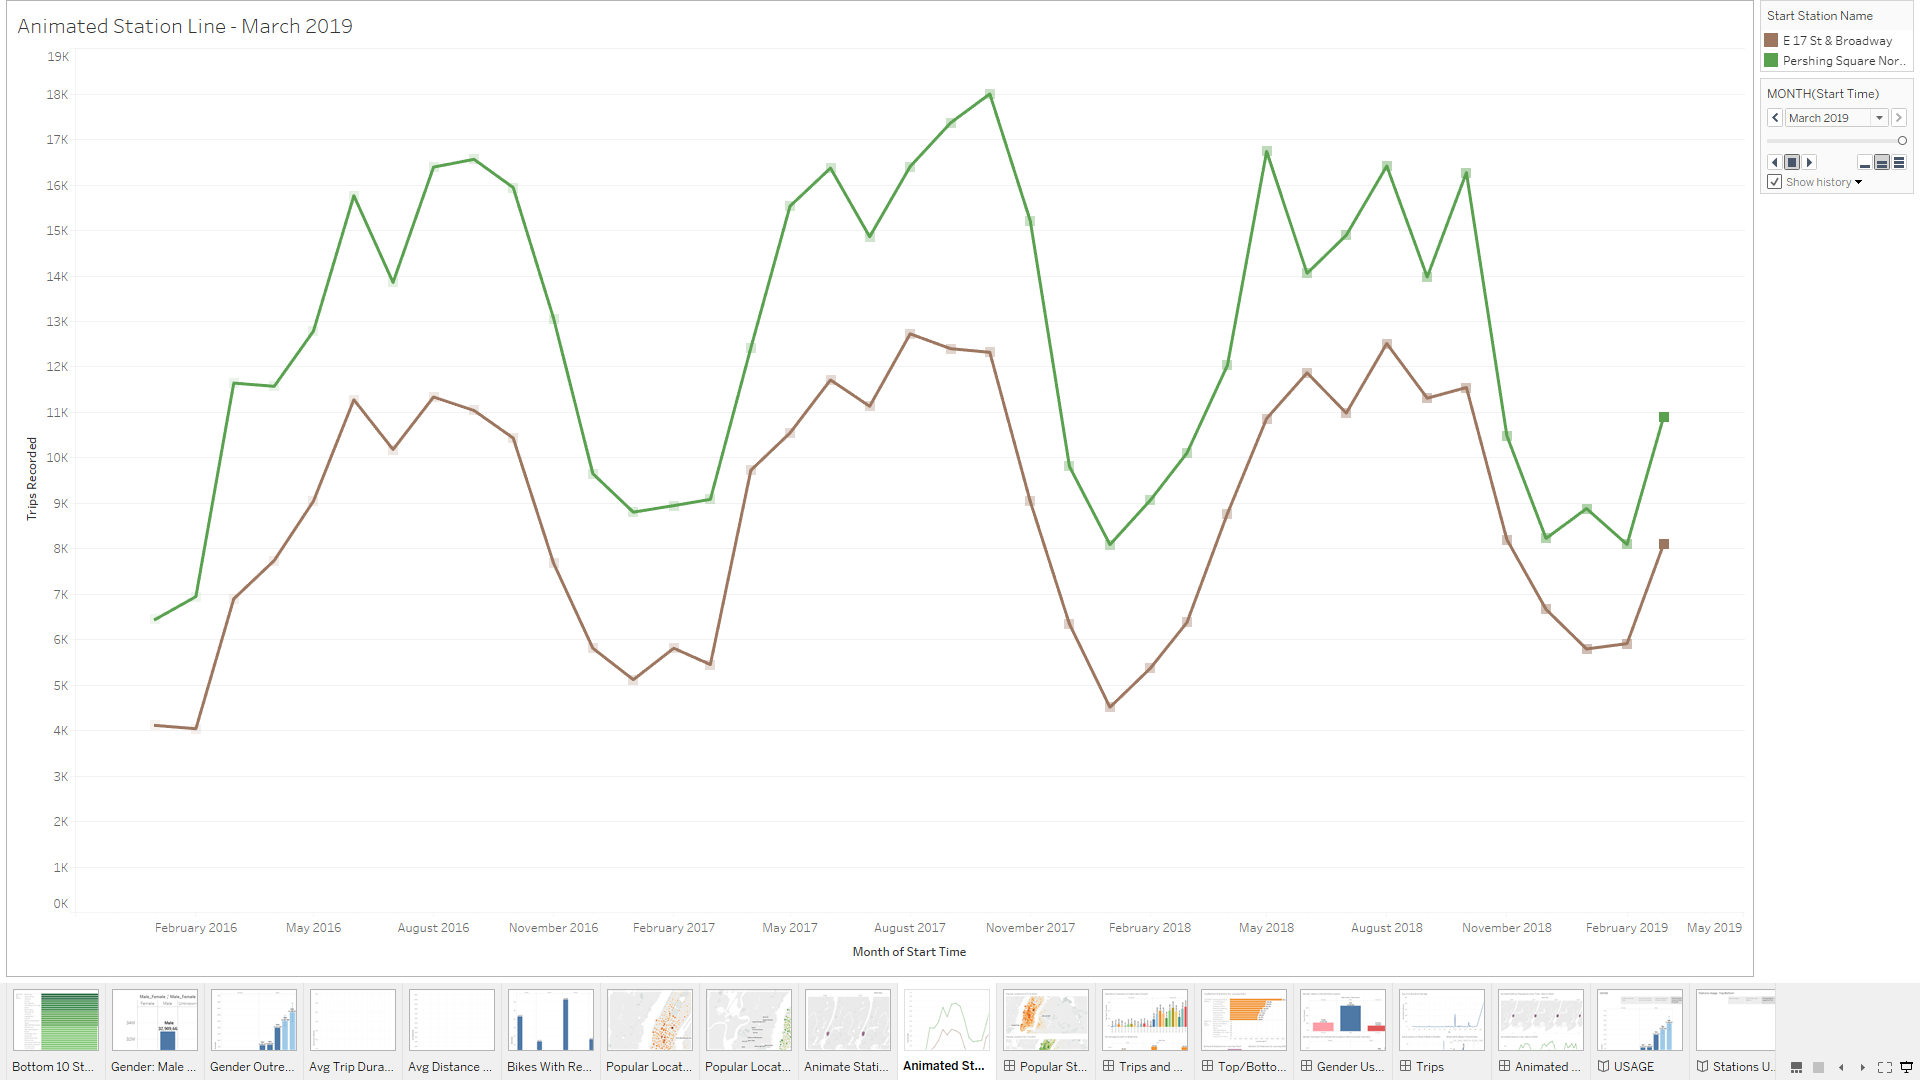 Animated Station Line - March 2019
19K
18K
17K
16K
15K
14K
13K
12K
11K
10K
9K
8K
7K
6K
5K
4K
3K
2K
1K
0K
Trips Recorded
February 2016
May 2016
August 2016
November 2016
February 2017
May 2017
August 2017
November 2017
February 2018
May 2018
August 2018
November 2018
February 2019
May 2019
Month of Start Time
Start Station Name
E 17 St & Broadway
Pershing Square Nor..
MONTH(Start Time)
March 2019
Show history
Bottom 10 St...
Gender: Male ...
Gender Outre...
Avg Trip Dura...
Avg Distance ...
Bikes With Re...
Popular Locat...
Popular Locat...
Animate Stati...
Animated St...
Popular St...
Trips and ...
Top/Botto...
Gender Us...
Trips
Animated ...
USAGE
Stations U...